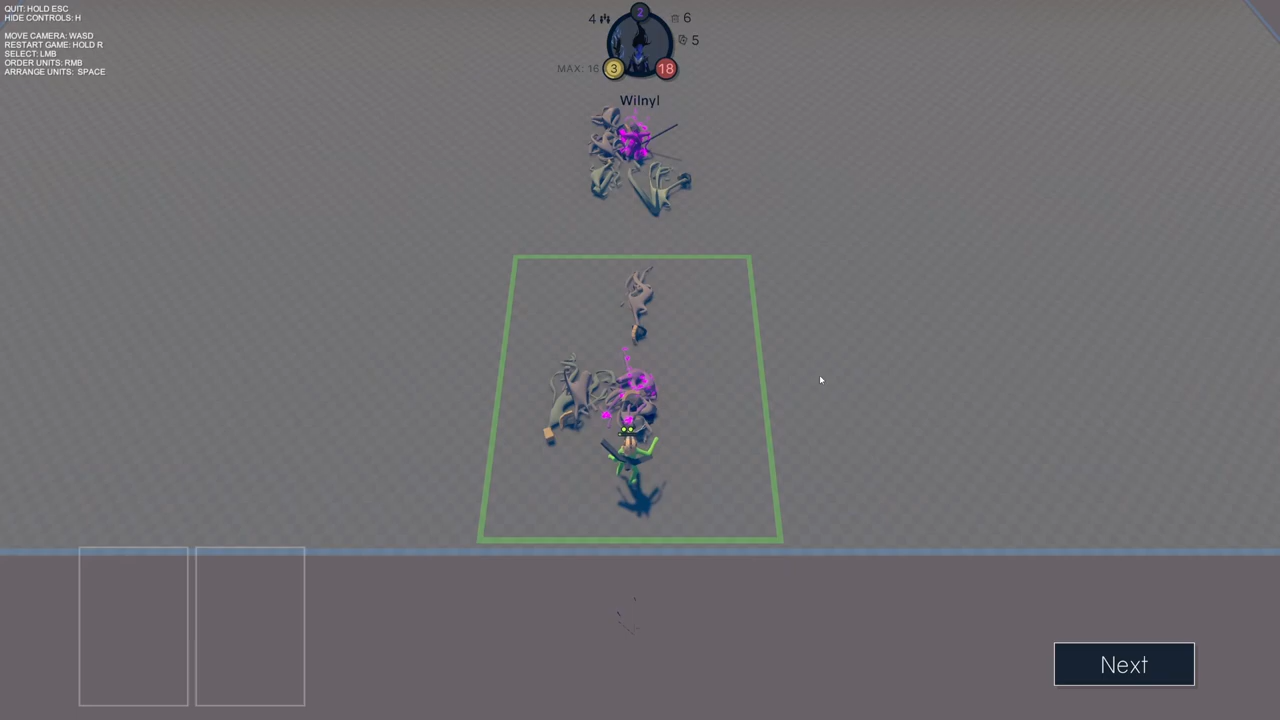 QUIT: HOLD ESC
HIDE CONTROLS: H
MOVE CAMERA: WASD
RESTART GAME: HOLD R
SELECT: LMB
ORDER UNITS: RMB
ARRANGE UNITS: SPACE
2
4
6
5
MAX: 16
3
18
Wilnyl
Next